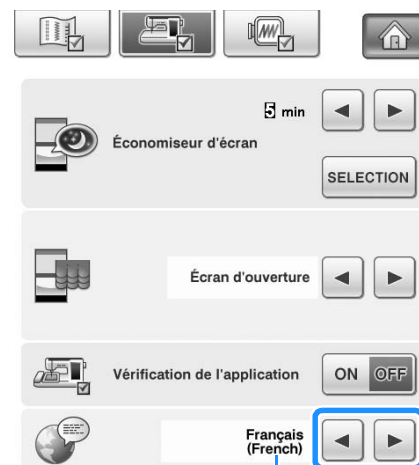 5 min
Économiseur d'écran
SELECTION
Écran d'ouverture
Vérification de l'application
ON OFF
Français
(French)